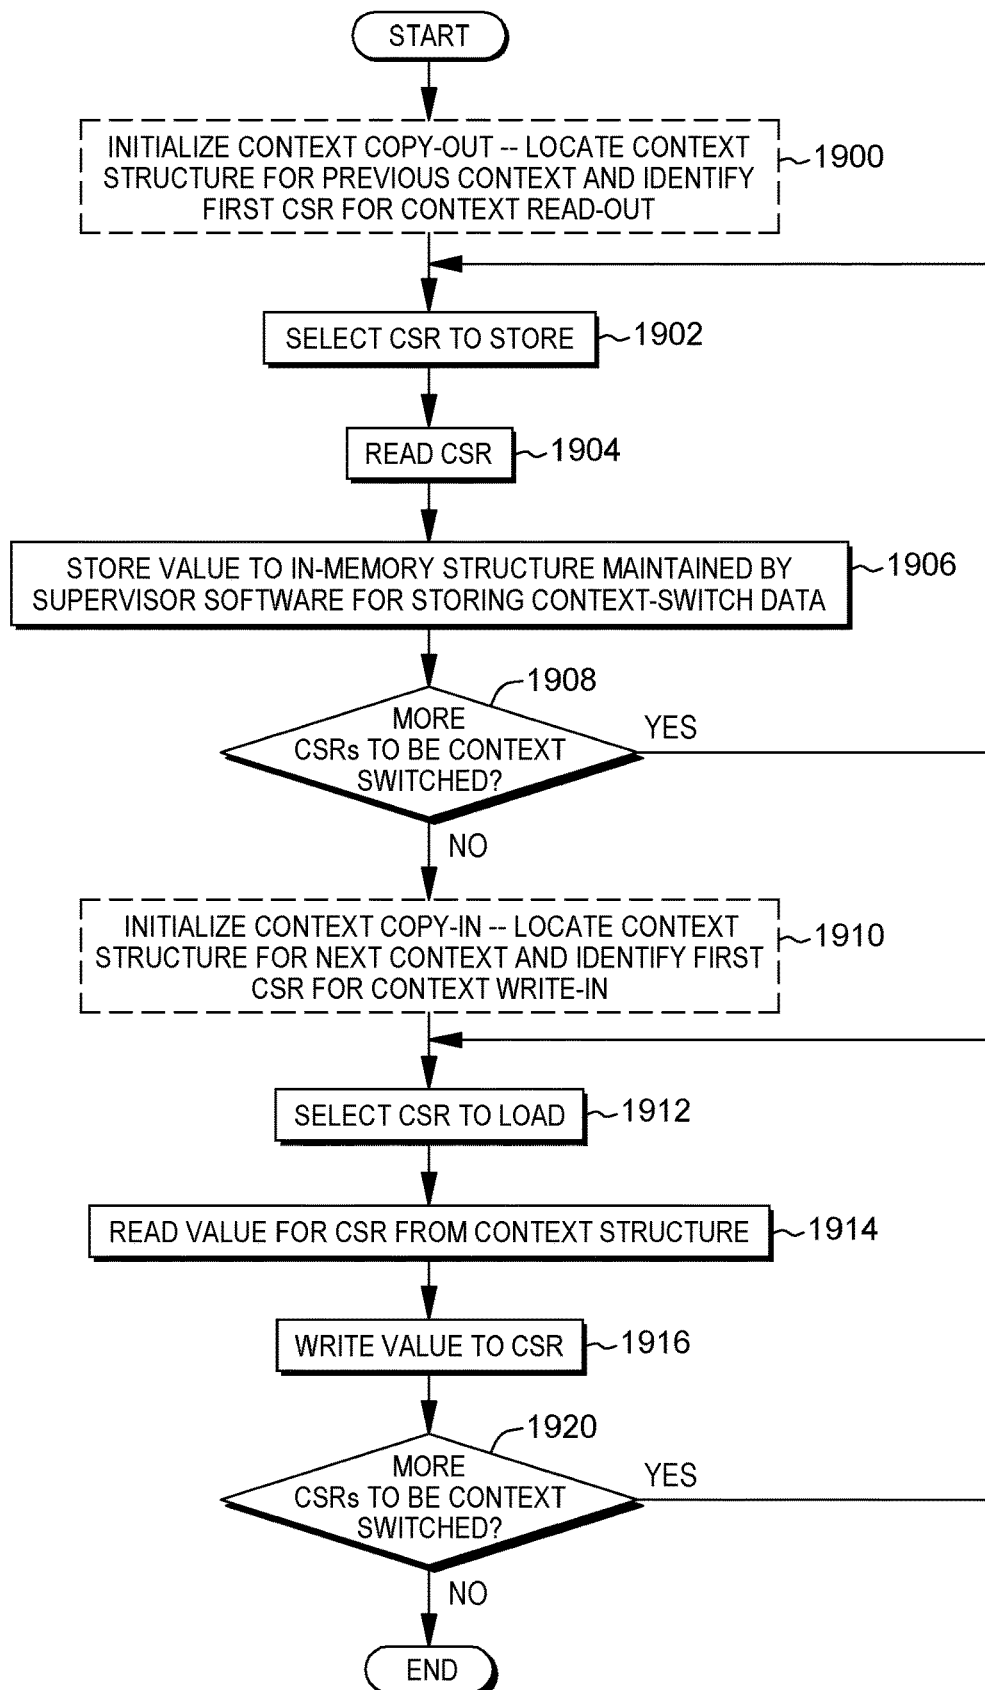 START
INITIALIZE CONTEXT COPY-OUT -- LOCATE CONTEXT
STRUCTURE FOR PREVIOUS CONTEXT AND IDENTIFY
FIRST CSR FOR CONTEXT READ-OUT
1900
SELECT CSR TO STORE
1902
READ CSR
1904
STORE VALUE TO IN-MEMORY STRUCTURE MAINTAINED BY
SUPERVISOR SOFTWARE FOR STORING CONTEXT-SWITCH DATA
1906
1908
MORE
CSRs TO BE CONTEXT
SWITCHED?
YES
NO
INITIALIZE CONTEXT COPY-IN -- LOCATE CONTEXT
STRUCTURE FOR NEXT CONTEXT AND IDENTIFY FIRST
CSR FOR CONTEXT WRITE-IN
1910
SELECT CSR TO LOAD
1912
READ VALUE FOR CSR FROM CONTEXT STRUCTURE
1914
WRITE VALUE TO CSR
1916
1920
MORE
CSRs TO BE CONTEXT
SWITCHED?
YES
NO
END